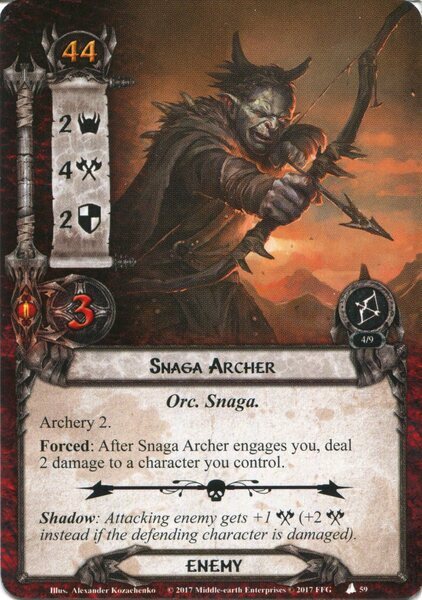 44
2
4
2
3
4/9
Snaga Archer
Orc. Snaga.
Archery 2.
Forced: After Snaga Archer engages you, deal
2 damage to a character you control.
Shadow: Attacking enemy gets +1 (+2
instead if the defending character is damaged).
ENEMY
Illus. Alexander Kozachenko © 2017 Middle-earth Enterprises © 2017 FFG 59